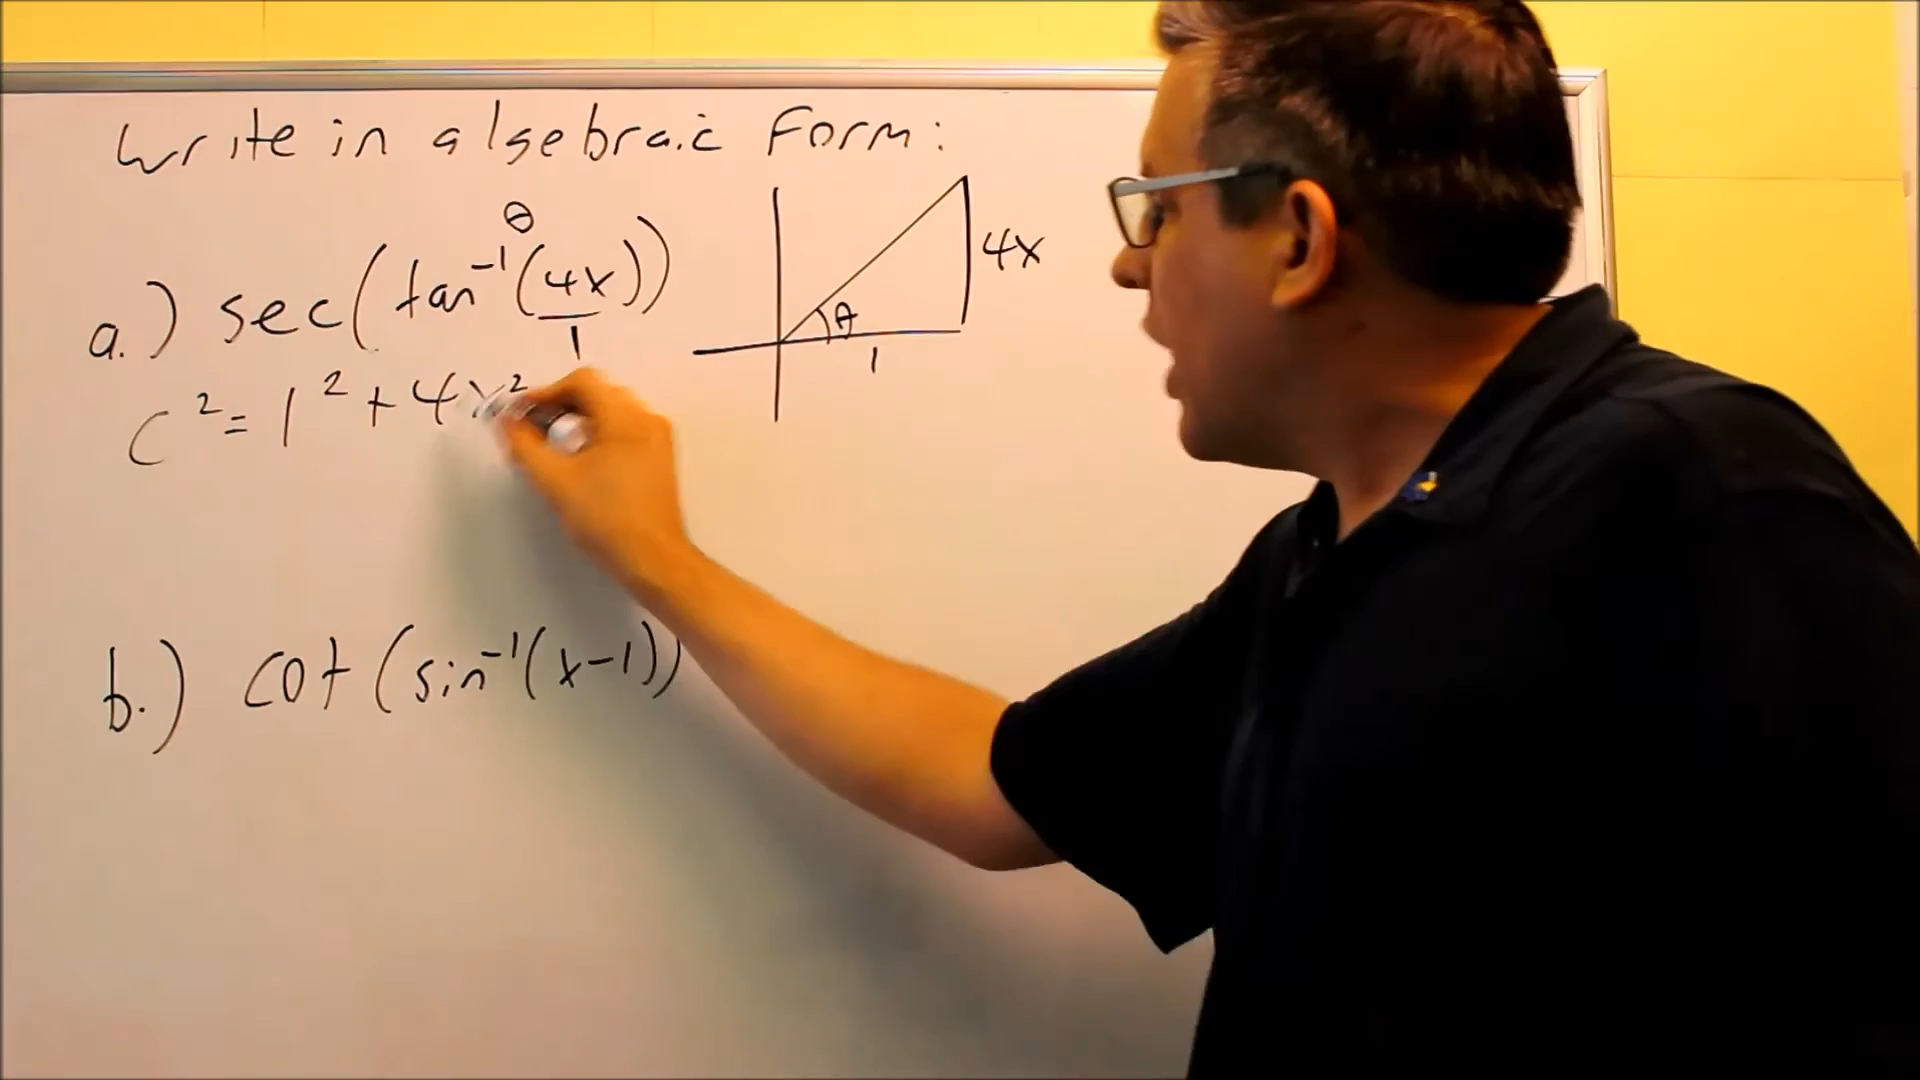 Write in algebraic Form:
θ
a.) sec(tan⁻¹(4x/1))
4x
θ
1
c² = 1² + 4x²
b.) cot(sin⁻¹(x-1))